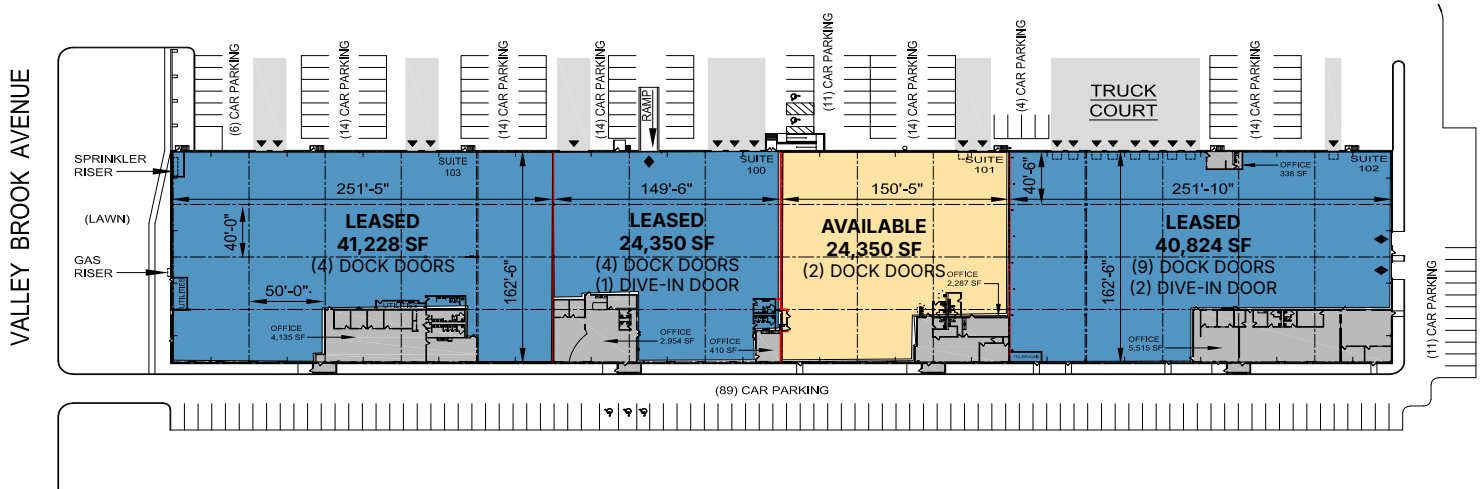 VALLEY BROOK AVENUE
(6) CAR PARKING
(14) CAR PARKING
(14) CAR PARKING
(14) CAR PARKING
RAMP
(11) CAR PARKING
(14) CAR PARKING
(4) CAR PARKING
TRUCK
COURT
(14) CAR PARKING
SPRINKLER
RISER
(LAWN)
GAS
RISER
UTILITIES
SUITE
103
251'-5"
LEASED
41,228 SF
(4) DOCK DOORS
40'-0"
50'-0"
162'-6"
OFFICE
4,135 SF
UTILITIES
SUITE
100
149'-6"
LEASED
24,350 SF
(4) DOCK DOORS
(1) DIVE-IN DOOR
OFFICE
2,954 SF
OFFICE
410 SF
SUITE
101
150'-5"
AVAILABLE
24,350 SF
(2) DOCK DOORS
OFFICE
2,287 SF
40'-6"
OFFICE
338 SF
SUITE
102
251'-10"
LEASED
40,824 SF
(9) DOCK DOORS
(2) DIVE-IN DOOR
162'-6"
TELEPHONE
OFFICE
5,515 SF
(11) CAR PARKING
(89) CAR PARKING